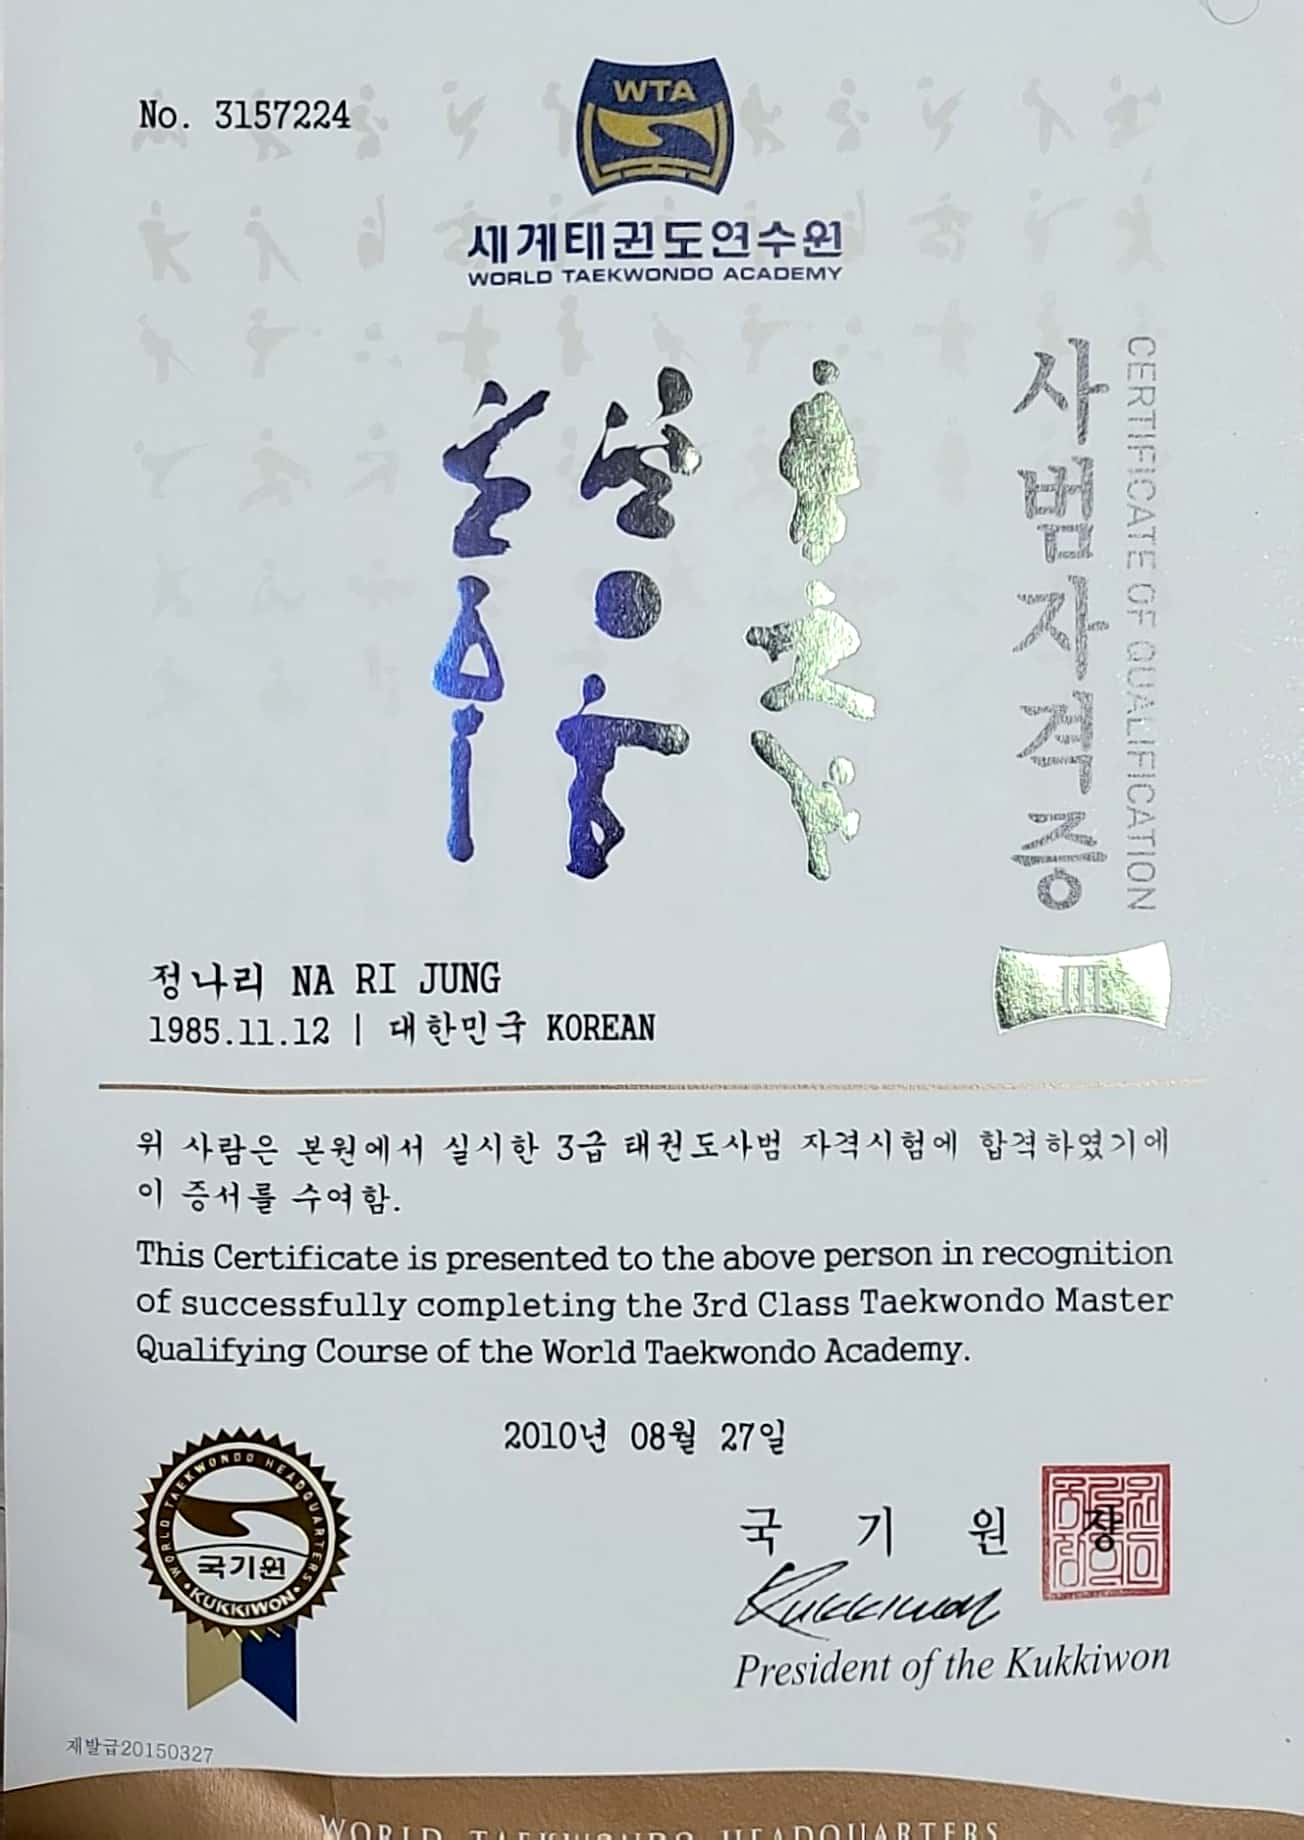 No. 3157224
WTA
세계태권도연수원
WORLD TAEKWONDO ACADEMY
사범자격증
CERTIFICATE OF QUALIFICATION
III
정나리 NA RI JUNG
1985.11.12 | 대한민국 KOREAN
위 사람은 본원에서 실시한 3급 태권도사범 자격시험에 합격하였기에
이 증서를 수여함.
This Certificate is presented to the above person in recognition
of successfully completing the 3rd Class Taekwondo Master
Qualifying Course of the World Taekwondo Academy.
2010년 08월 27일
WORLD TAEKWONDO HEADQUARTERS
국기원
KUKKIWON
국 기 원 장
Kukkiwon
President of the Kukkiwon
재발급20150327
WORLD TAEKWONDO HEADQUARTERS